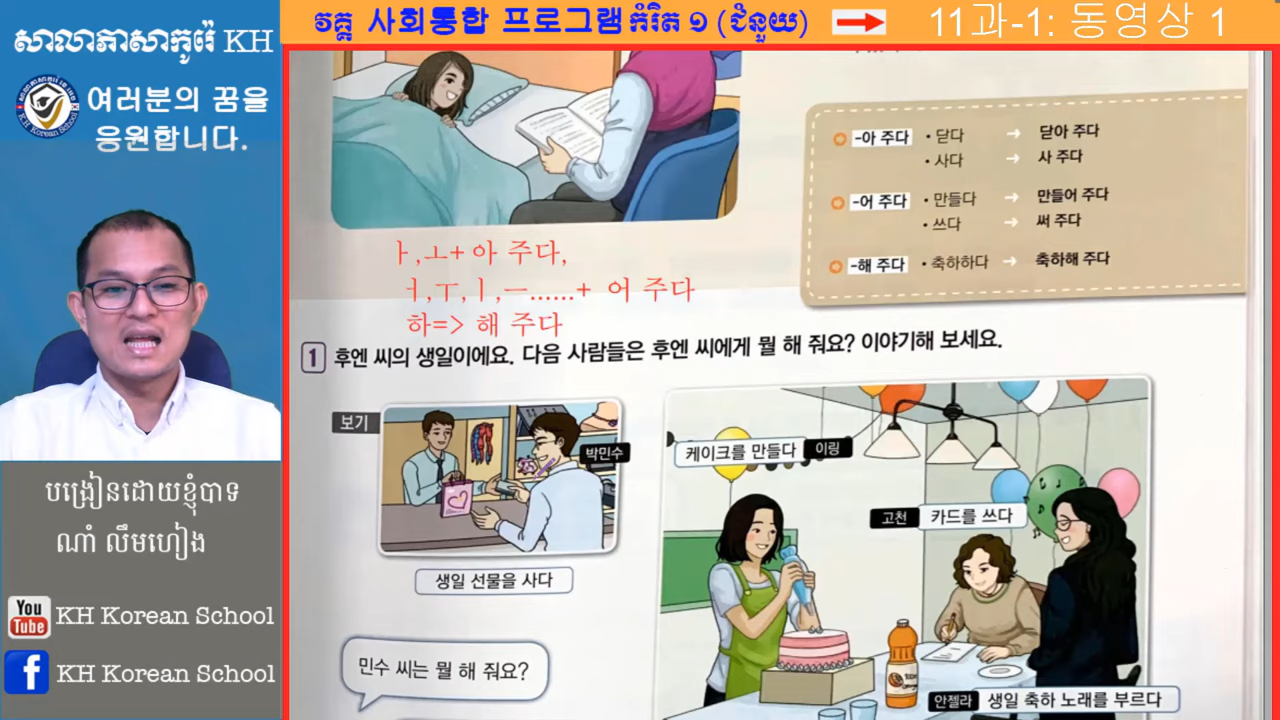 វគ្គ 사회통합 프로그램 កំរិត ១ (ជំនួយ) 11과-1: 동영상 1
សាលាភាសាកូរ៉េ KH
여러분의 꿈을
응원합니다.
បង្រៀនដោយខ្ញុំបាទ
ណាំ លឹមហៀង
You
Tube
KH Korean School
f
KH Korean School
-아 주다 • 닫다 → 닫아 주다
• 사다 → 사 주다
-어 주다 • 만들다 → 만들어 주다
• 쓰다 → 써 주다
-해 주다 • 축하하다 → 축하해 주다
ㅏ,ㅗ+ 아 주다,
ㅓ,ㅜ,ㅣ,ㅡ......+ 어 주다
하=> 해 주다
1 후엔 씨의 생일이에요. 다음 사람들은 후엔 씨에게 뭘 해 줘요? 이야기해 보세요.
보기
박민수
생일 선물을 사다
민수 씨는 뭘 해 줘요?
케이크를 만들다 이링
고천 카드를 쓰다
안젤라 생일 축하 노래를 부르다